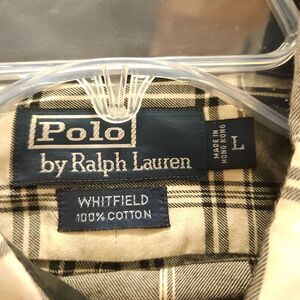 Polo
by Ralph Lauren
MADE IN
HONG KONG
L
WHITFIELD
100% COTTON